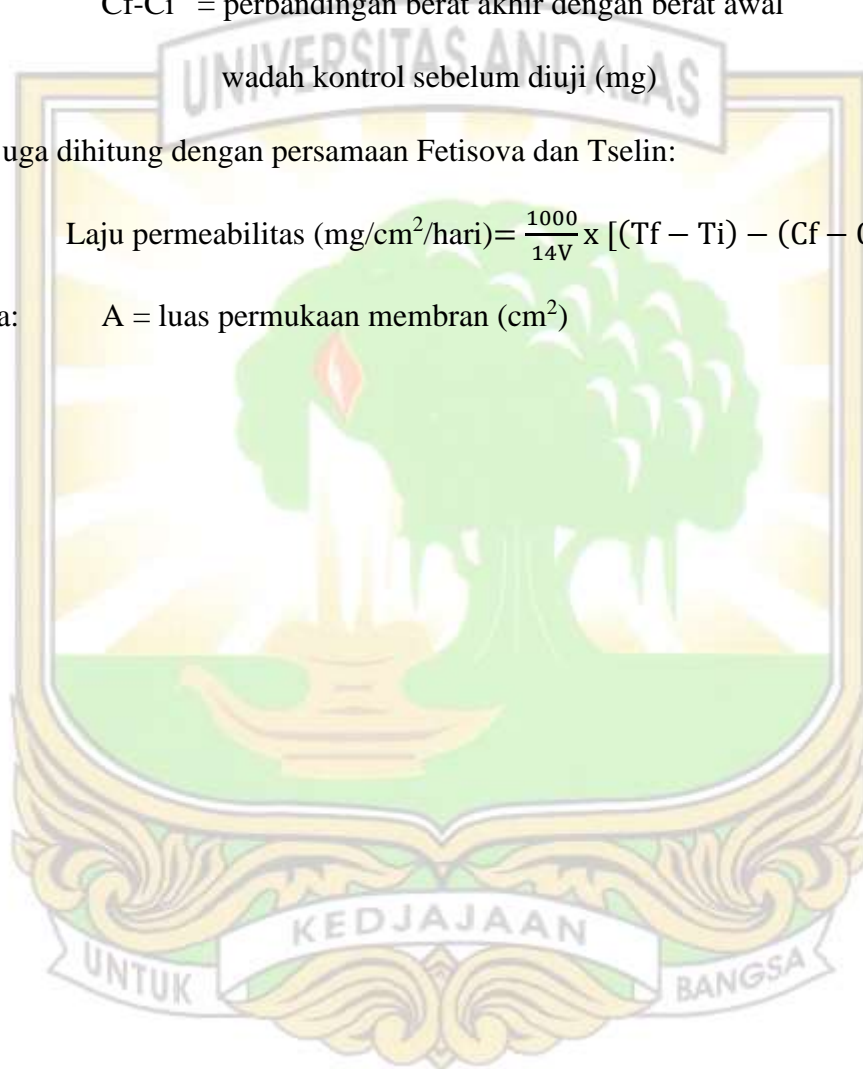 Cf-Ci = perbandingan berat akhir dengan berat awal
UNIVERSITAS ANDALAS
wadah kontrol sebelum diuji (mg)
uga dihitung dengan persamaan Fetisova dan Tselin:
Laju permeabilitas (mg/cm²/hari)= 1000/14V x [(Tf − Ti) − (Cf −
a: A = luas permukaan membran (cm²)
KEDJAJAAN
UNTUK BANGSA